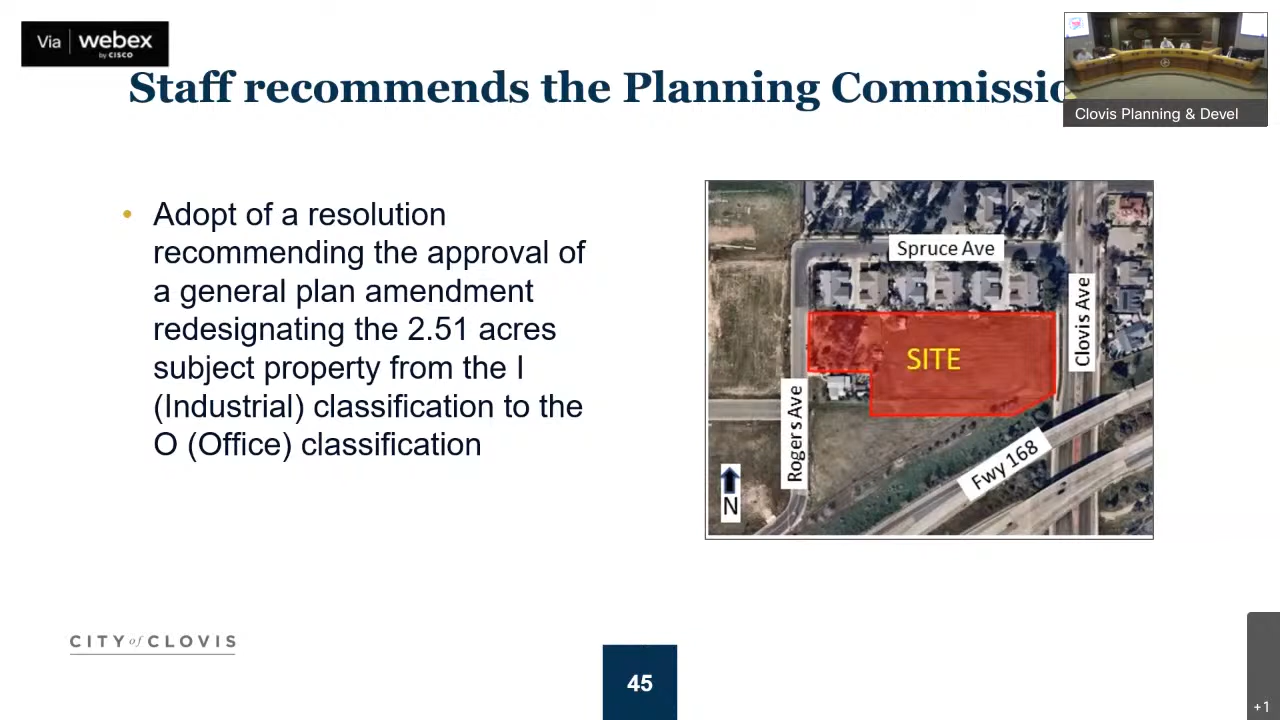 Via webex
by CISCO
Staff recommends the Planning Commissio
Clovis Planning & Devel
• Adopt of a resolution
recommending the approval of
a general plan amendment
redesignating the 2.51 acres
subject property from the I
(Industrial) classification to the
O (Office) classification
Spruce Ave
Clovis Ave
SITE
Rogers Ave
Fwy 168
N
CITY of CLOVIS
45
+1